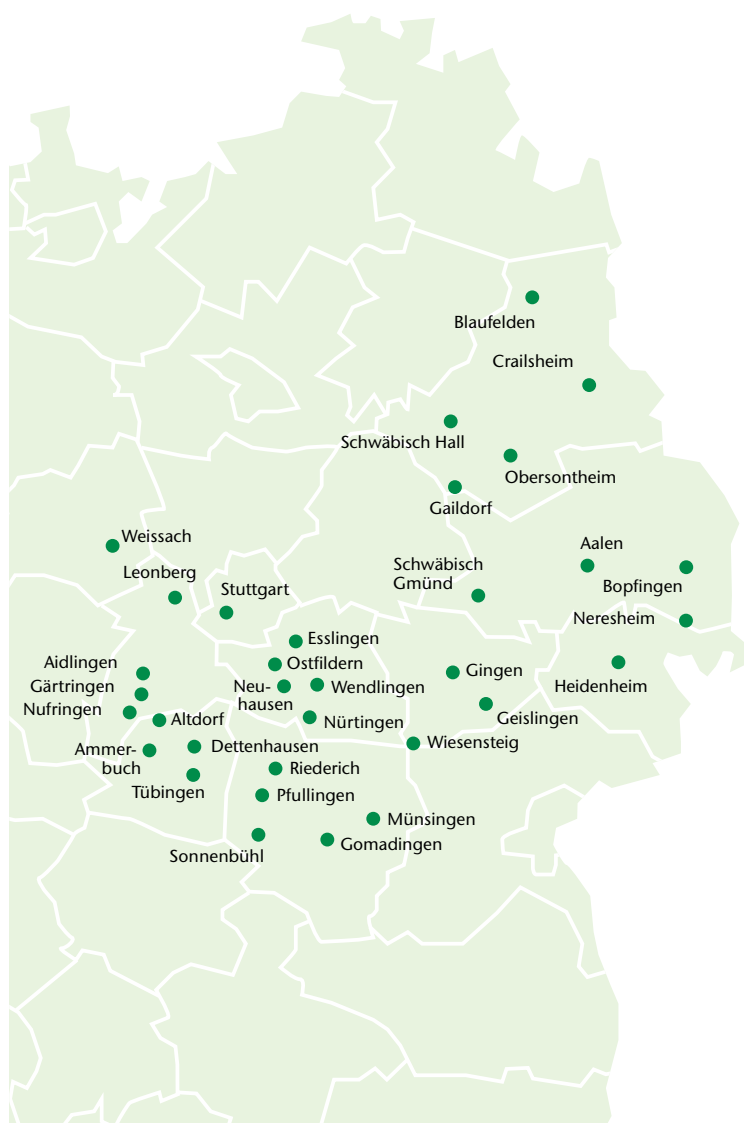 Blaufelden
Crailsheim
Schwäbisch Hall
Obersontheim
Gaildorf
Weissach
Aalen
Schwäbisch
Gmünd
Leonberg
Bopfingen
Stuttgart
Neresheim
Esslingen
Aidlingen
Ostfildern
Gingen
Gärtringen
Neu-
hausen
Wendlingen
Heidenheim
Nufringen
Altdorf
Nürtingen
Geislingen
Ammer-
buch
Dettenhausen
Wiesensteig
Riederich
Tübingen
Pfullingen
Münsingen
Gomadingen
Sonnenbühl